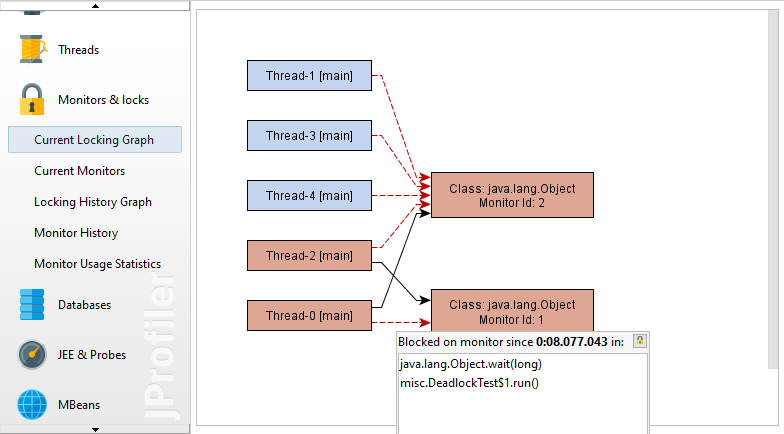 Threads
Monitors & locks
Current Locking Graph
Current Monitors
Locking History Graph
Monitor History
Monitor Usage Statistics
Databases
JEE & Probes
MBeans
JProfiler
Thread-1 [main]
Thread-3 [main]
Thread-4 [main]
Thread-2 [main]
Thread-0 [main]
Class: java.lang.Object
Monitor Id: 2
Class: java.lang.Object
Monitor Id: 1
Blocked on monitor since 0:08.077.043 in:
java.lang.Object.wait(long)
misc.DeadlockTest$1.run()